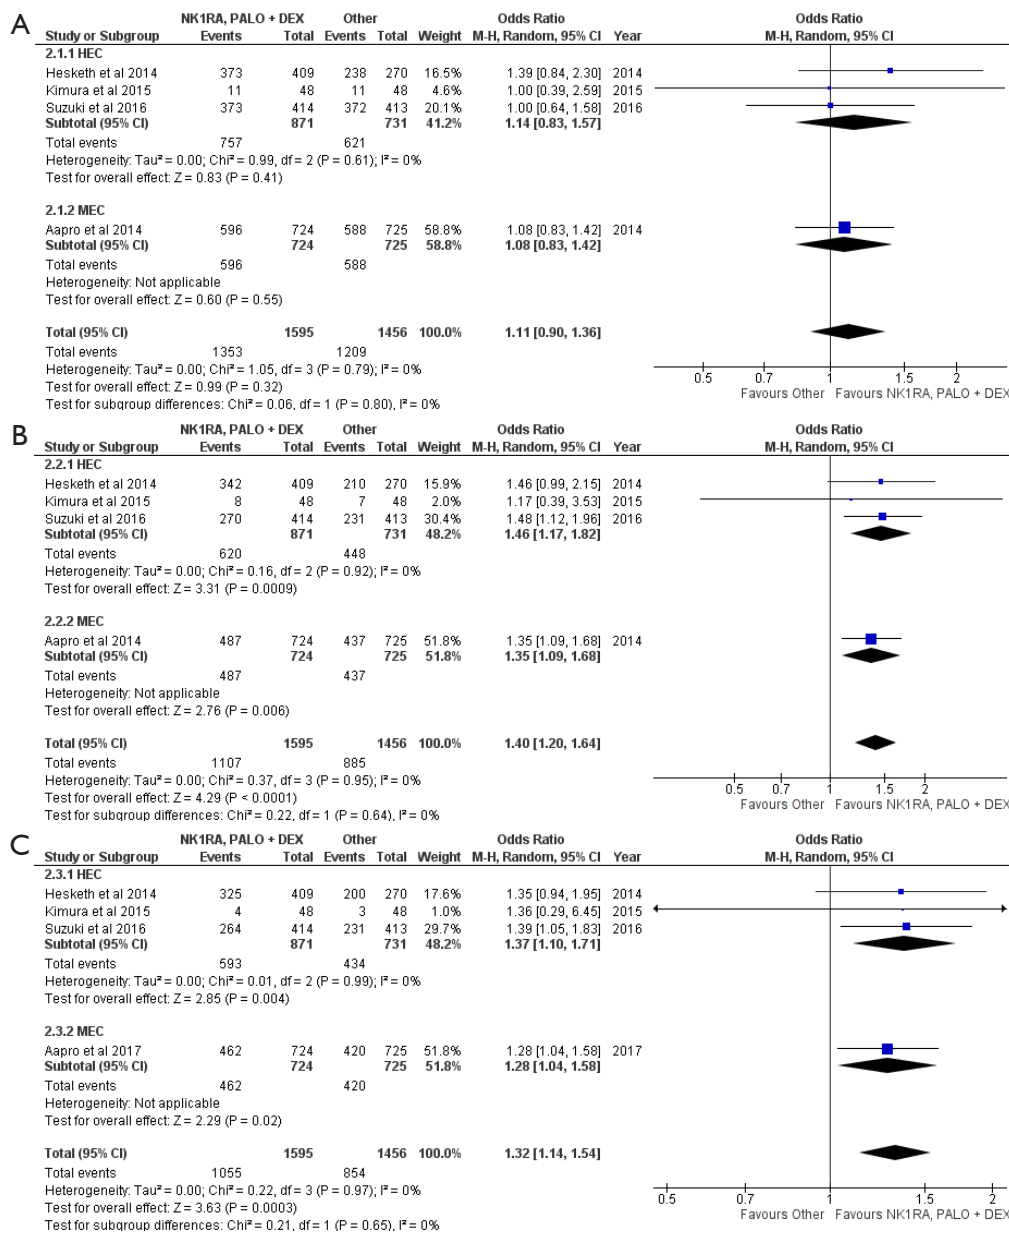 A
NK1RA, PALO + DEX Other Odds Ratio Odds Ratio
Study or Subgroup Events Total Events Total Weight M-H, Random, 95% CI Year M-H, Random, 95% CI
2.1.1 HEC
Hesketh et al 2014 373 409 238 270 16.5% 1.39 [0.84, 2.30] 2014
Kimura et al 2015 11 48 11 48 4.6% 1.00 [0.39, 2.59] 2015
Suzuki et al 2016 373 414 372 413 20.1% 1.00 [0.64, 1.58] 2016
Subtotal (95% CI) 871 731 41.2% 1.14 [0.83, 1.57]
Total events 757 621
Heterogeneity: Tau² = 0.00; Chi² = 0.99, df = 2 (P = 0.61); I² = 0%
Test for overall effect: Z = 0.83 (P = 0.41)
2.1.2 MEC
Aapro et al 2014 596 724 588 725 58.8% 1.08 [0.83, 1.42] 2014
Subtotal (95% CI) 724 725 58.8% 1.08 [0.83, 1.42]
Total events 596 588
Heterogeneity: Not applicable
Test for overall effect: Z = 0.60 (P = 0.55)
Total (95% CI) 1595 1456 100.0% 1.11 [0.90, 1.36]
Total events 1353 1209
Heterogeneity: Tau² = 0.00; Chi² = 1.05, df = 3 (P = 0.79); I² = 0%
Test for overall effect: Z = 0.99 (P = 0.32)
Test for subgroup differences: Chi² = 0.06, df = 1 (P = 0.80), I² = 0%
0.5 0.7 1 1.5 2
Favours Other Favours NK1RA, PALO + DEX
B
NK1RA, PALO + DEX Other Odds Ratio Odds Ratio
Study or Subgroup Events Total Events Total Weight M-H, Random, 95% CI Year M-H, Random, 95% CI
2.2.1 HEC
Hesketh et al 2014 342 409 210 270 15.9% 1.46 [0.99, 2.15] 2014
Kimura et al 2015 8 48 7 48 2.0% 1.17 [0.39, 3.53] 2015
Suzuki et al 2016 270 414 231 413 30.4% 1.48 [1.12, 1.96] 2016
Subtotal (95% CI) 871 731 48.2% 1.46 [1.17, 1.82]
Total events 620 448
Heterogeneity: Tau² = 0.00; Chi² = 0.16, df = 2 (P = 0.92); I² = 0%
Test for overall effect: Z = 3.31 (P = 0.0009)
2.2.2 MEC
Aapro et al 2014 487 724 437 725 51.8% 1.35 [1.09, 1.68] 2014
Subtotal (95% CI) 724 725 51.8% 1.35 [1.09, 1.68]
Total events 487 437
Heterogeneity: Not applicable
Test for overall effect: Z = 2.76 (P = 0.006)
Total (95% CI) 1595 1456 100.0% 1.40 [1.20, 1.64]
Total events 1107 885
Heterogeneity: Tau² = 0.00; Chi² = 0.37, df = 3 (P = 0.95); I² = 0%
Test for overall effect: Z = 4.29 (P < 0.0001)
Test for subgroup differences: Chi² = 0.22, df = 1 (P = 0.64), I² = 0%
0.5 0.7 1 1.5 2
Favours Other Favours NK1RA, PALO + DEX
C
NK1RA, PALO + DEX Other Odds Ratio Odds Ratio
Study or Subgroup Events Total Events Total Weight M-H, Random, 95% CI Year M-H, Random, 95% CI
2.3.1 HEC
Hesketh et al 2014 325 409 200 270 17.6% 1.35 [0.94, 1.95] 2014
Kimura et al 2015 4 48 3 48 1.0% 1.36 [0.29, 6.45] 2015
Suzuki et al 2016 264 414 231 413 29.7% 1.39 [1.05, 1.83] 2016
Subtotal (95% CI) 871 731 48.2% 1.37 [1.10, 1.71]
Total events 593 434
Heterogeneity: Tau² = 0.00; Chi² = 0.01, df = 2 (P = 0.99); I² = 0%
Test for overall effect: Z = 2.85 (P = 0.004)
2.3.2 MEC
Aapro et al 2017 462 724 420 725 51.8% 1.28 [1.04, 1.58] 2017
Subtotal (95% CI) 724 725 51.8% 1.28 [1.04, 1.58]
Total events 462 420
Heterogeneity: Not applicable
Test for overall effect: Z = 2.29 (P = 0.02)
Total (95% CI) 1595 1456 100.0% 1.32 [1.14, 1.54]
Total events 1055 854
Heterogeneity: Tau² = 0.00; Chi² = 0.22, df = 3 (P = 0.97); I² = 0%
Test for overall effect: Z = 3.63 (P = 0.0003)
Test for subgroup differences: Chi² = 0.21, df = 1 (P = 0.65), I² = 0%
0.5 0.7 1 1.5 2
Favours Other Favours NK1RA, PALO + DEX